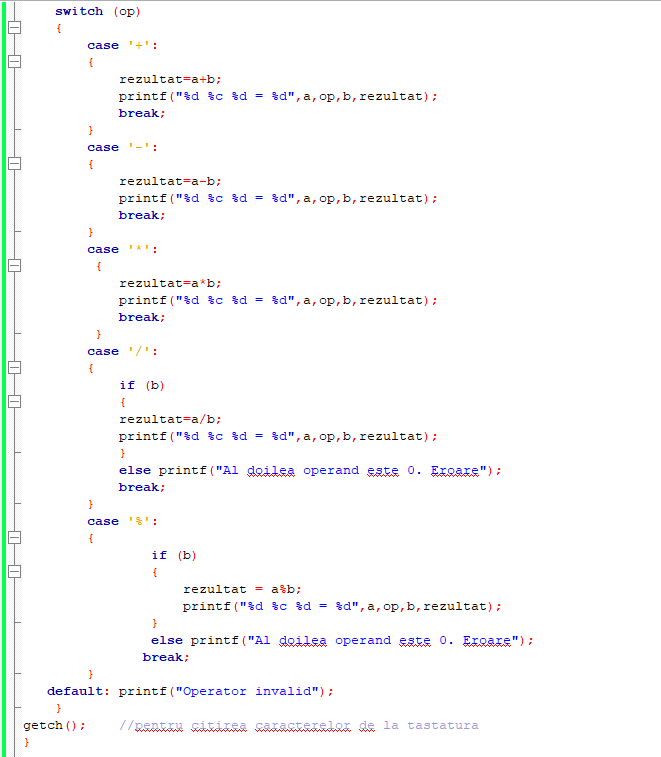 switch (op)
{
case '+':
{
rezultat=a+b;
printf("%d %c %d = %d",a,op,b,rezultat);
break;
}
case '-':
{
rezultat=a-b;
printf("%d %c %d = %d",a,op,b,rezultat);
break;
}
case '*':
{
rezultat=a*b;
printf("%d %c %d = %d",a,op,b,rezultat);
break;
}
case '/':
{
if (b)
{
rezultat=a/b;
printf("%d %c %d = %d",a,op,b,rezultat);
}
else printf("Al doilea operand este 0. Eroare");
break;
}
case '%':
{
if (b)
{
rezultat = a%b;
printf("%d %c %d = %d",a,op,b,rezultat);
}
else printf("Al doilea operand este 0. Eroare");
break;
}
default: printf("Operator invalid");
}
getch();    //pentru citirea caracterelor de la tastatura
}